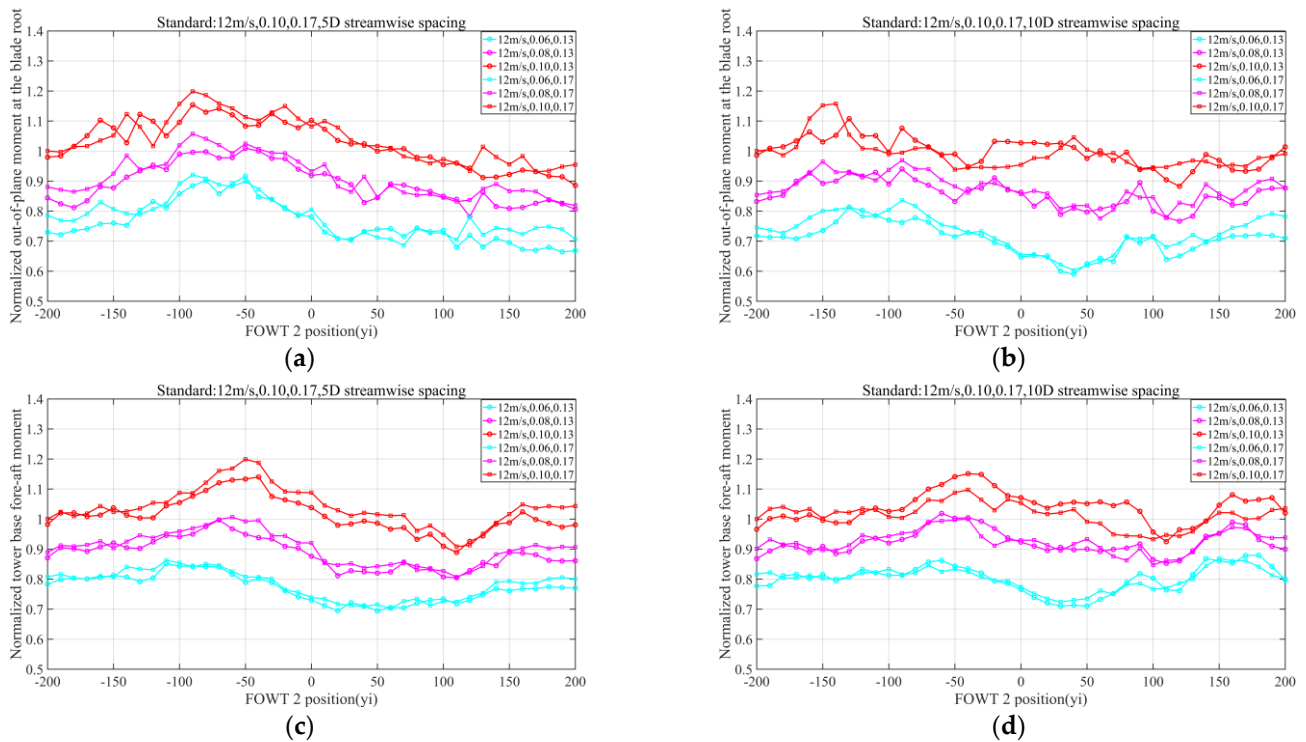 Standard:12m/s,0.10,0.17,5D streamwise spacing
Normalized out-of-plane moment at the blade root
1.4
1.3
1.2
1.1
1
0.9
0.8
0.7
0.6
0.5
12m/s,0.06,0.13
12m/s,0.08,0.13
12m/s,0.10,0.13
12m/s,0.06,0.17
12m/s,0.08,0.17
12m/s,0.10,0.17
-200 -150 -100 -50 0 50 100 150 200
FOWT 2 position(yi)
(a)
Standard:12m/s,0.10,0.17,10D streamwise spacing
Normalized out-of-plane moment at the blade root
1.4
1.3
1.2
1.1
1
0.9
0.8
0.7
0.6
0.5
12m/s,0.06,0.13
12m/s,0.08,0.13
12m/s,0.10,0.13
12m/s,0.06,0.17
12m/s,0.08,0.17
12m/s,0.10,0.17
-200 -150 -100 -50 0 50 100 150 200
FOWT 2 position(yi)
(b)
Standard:12m/s,0.10,0.17,5D streamwise spacing
Normalized tower base fore-aft moment
1.4
1.3
1.2
1.1
1
0.9
0.8
0.7
0.6
0.5
12m/s,0.06,0.13
12m/s,0.08,0.13
12m/s,0.10,0.13
12m/s,0.06,0.17
12m/s,0.08,0.17
12m/s,0.10,0.17
-200 -150 -100 -50 0 50 100 150 200
FOWT 2 position(yi)
(c)
Standard:12m/s,0.10,0.17,10D streamwise spacing
Normalized tower base fore-aft moment
1.4
1.3
1.2
1.1
1
0.9
0.8
0.7
0.6
0.5
12m/s,0.06,0.13
12m/s,0.08,0.13
12m/s,0.10,0.13
12m/s,0.06,0.17
12m/s,0.08,0.17
12m/s,0.10,0.17
-200 -150 -100 -50 0 50 100 150 200
FOWT 2 position(yi)
(d)